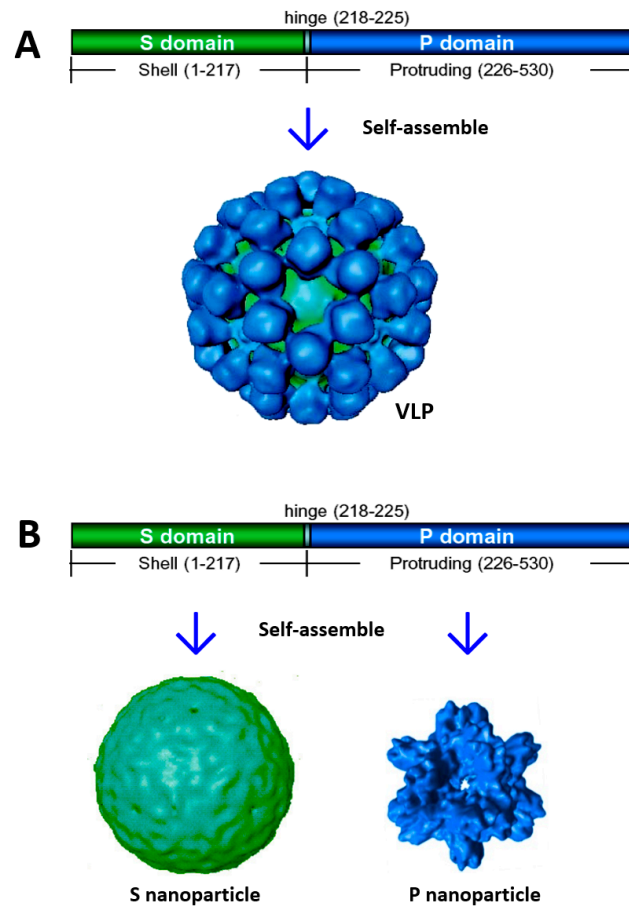 A
hinge (218-225)
S domain
P domain
Shell (1-217)
Protruding (226-530)
Self-assemble
VLP
B
hinge (218-225)
S domain
P domain
Shell (1-217)
Protruding (226-530)
Self-assemble
S nanoparticle
P nanoparticle